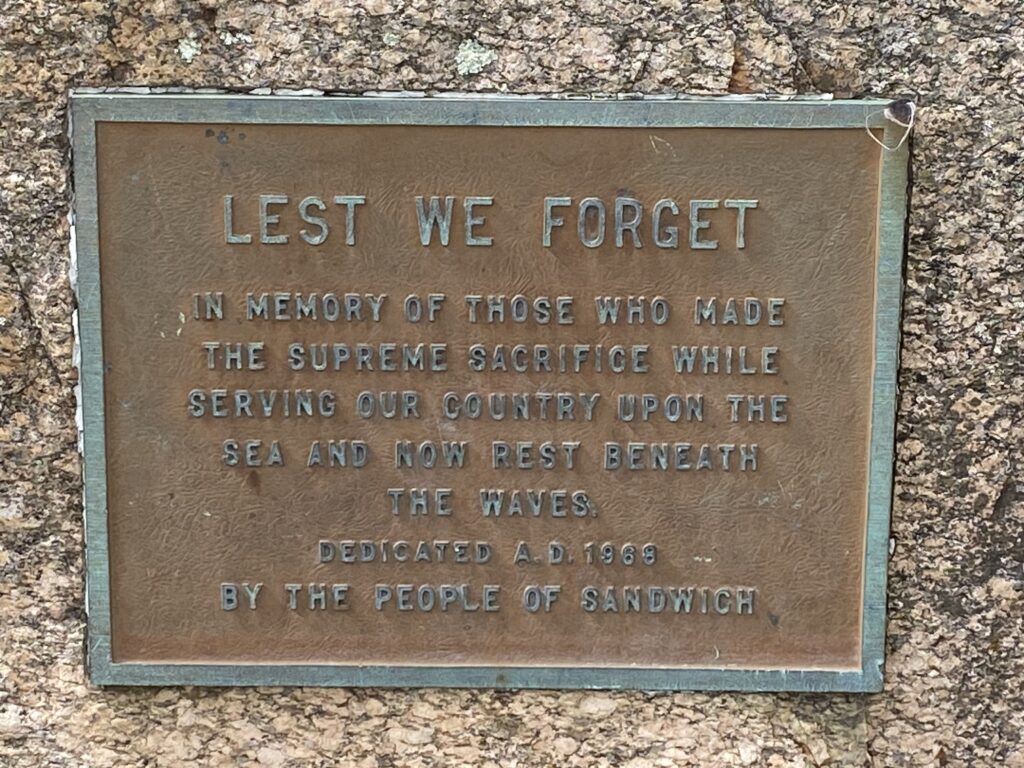 LEST WE FORGET
IN MEMORY OF THOSE WHO MADE
THE SUPREME SACRIFICE WHILE
SERVING OUR COUNTRY UPON THE
SEA AND NOW REST BENEATH
THE WAVES.
DEDICATED A.D. 1968
BY THE PEOPLE OF SANDWICH